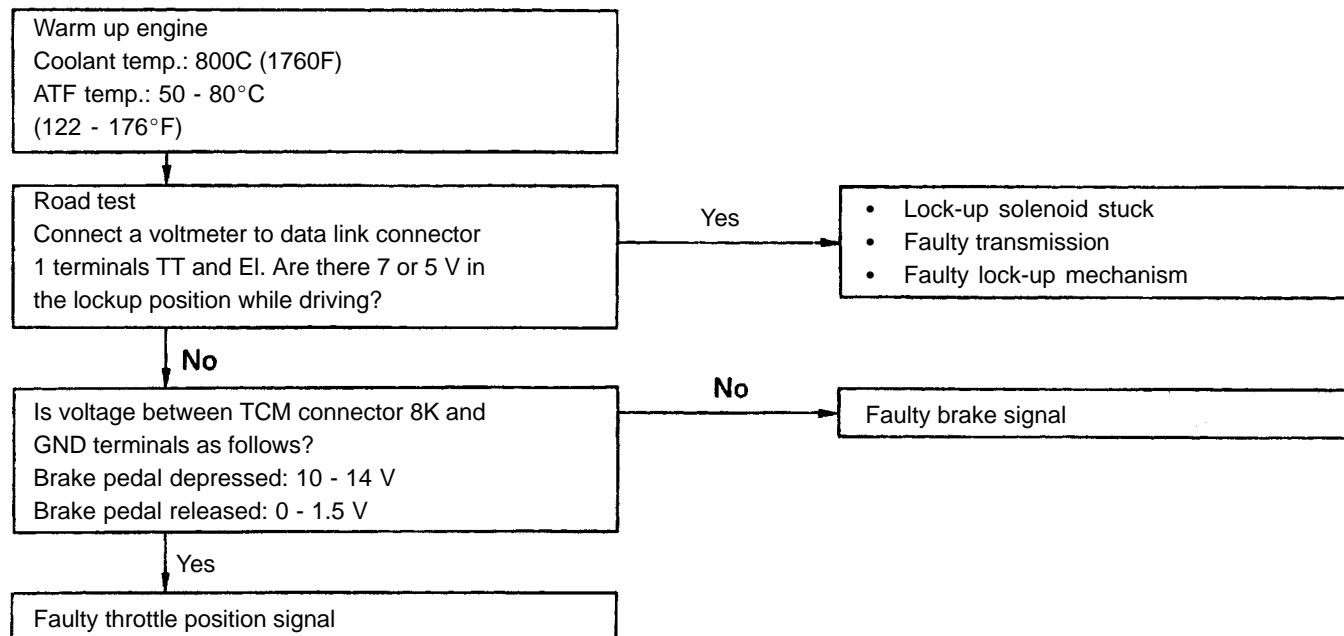 Warm up engine
Coolant temp.: 800C (1760F)
ATF temp.: 50 - 80°C
(122 - 176°F)
Road test
Connect a voltmeter to data link connector
1 terminals TT and El. Are there 7 or 5 V in
the lockup position while driving?
Yes
• Lock-up solenoid stuck
• Faulty transmission
• Faulty lock-up mechanism
No
Is voltage between TCM connector 8K and
GND terminals as follows?
Brake pedal depressed: 10 - 14 V
Brake pedal released: 0 - 1.5 V
No
Faulty brake signal
Yes
Faulty throttle position signal